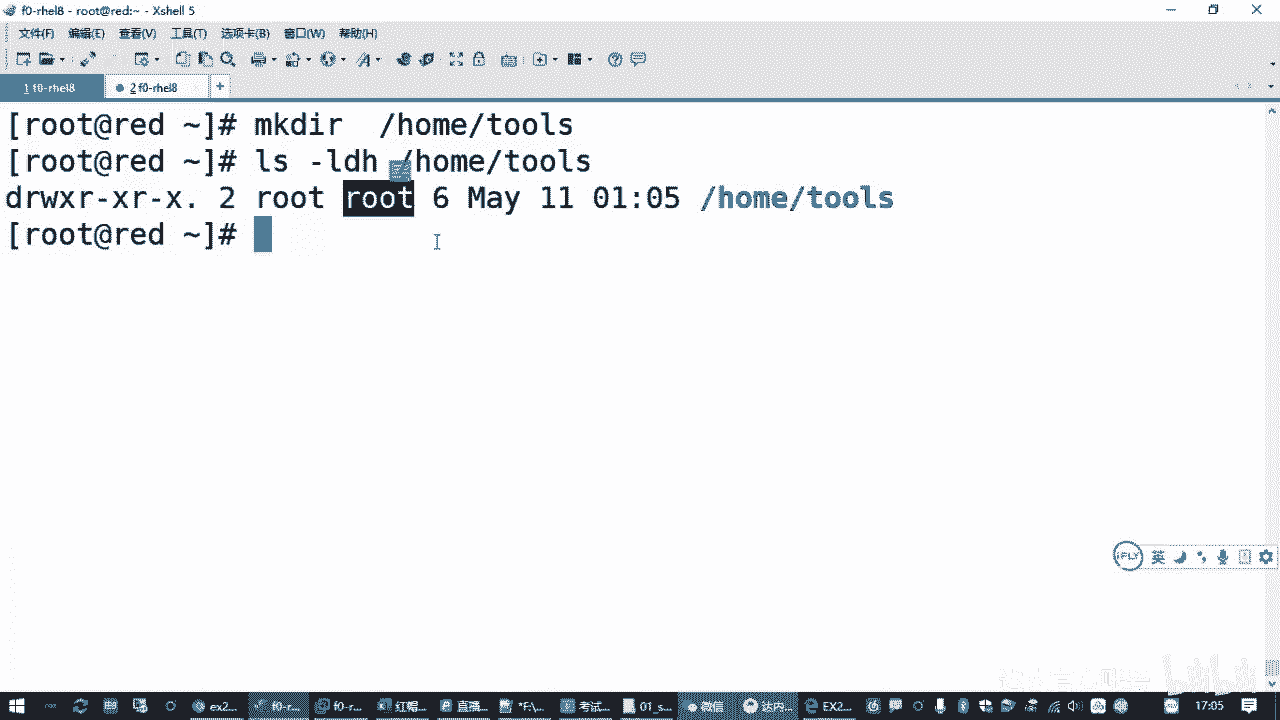 f0-rhel8 - root@red:~ - Xshell 5
文件(F) 编辑(E) 查看(V) 工具(T) 选项卡(B) 窗口(W) 帮助(H)
1 f0-rhel8 2 f0-rhel8 +
[root@red ~]# mkdir  /home/tools
[root@red ~]# ls -ldh /home/tools
drwxr-xr-x. 2 root root 6 May 11 01:05 /home/tools
[root@red ~]#
iFLY 英
ex2... f0-r... f0-r... 红帽... 直播... *F:\... 考试... 01_s... 微信 达内... EX2... 17:05